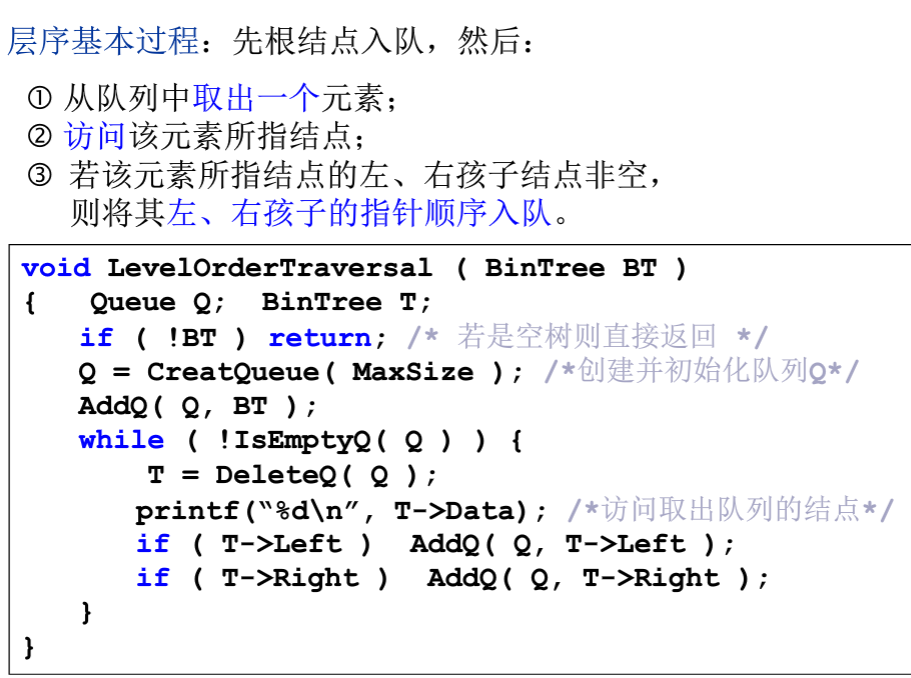 层序基本过程：先根结点入队，然后：
① 从队列中取出一个元素；
② 访问该元素所指结点；
③ 若该元素所指结点的左、右孩子结点非空，
则将其左、右孩子的指针顺序入队。
void LevelOrderTraversal ( BinTree BT )
{ Queue Q; BinTree T;
if ( !BT ) return; /* 若是空树则直接返回 */
Q = CreatQueue( MaxSize ); /*创建并初始化队列Q*/
AddQ( Q, BT );
while ( !IsEmptyQ( Q ) ) {
T = DeleteQ( Q );
printf(“%d\n”, T->Data); /*访问取出队列的结点*/
if ( T->Left ) AddQ( Q, T->Left );
if ( T->Right ) AddQ( Q, T->Right );
}
}